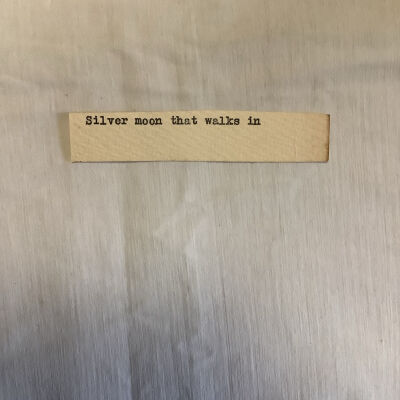 Silver moon that walks in